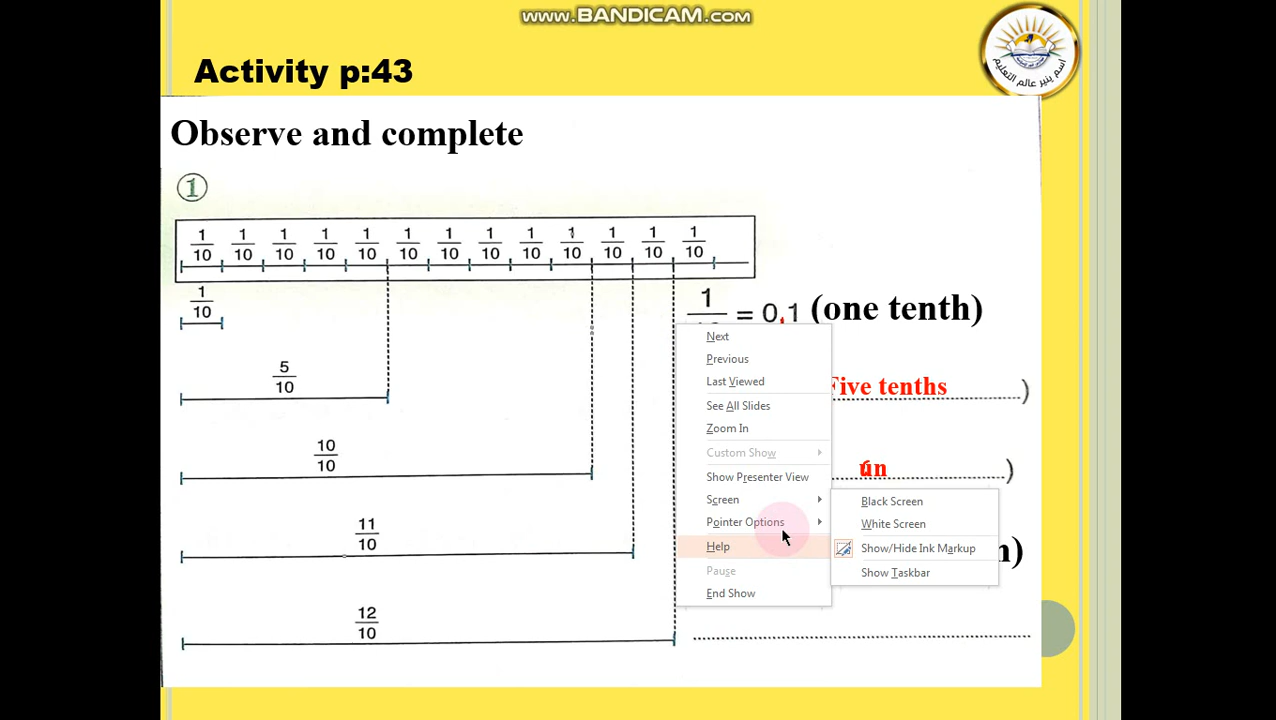 WWW.BANDICAM.COM
اسم ينير عالم التعليم
Activity p:43
Observe and complete
①
1/10 1/10 1/10 1/10 1/10 1/10 1/10 1/10 1/10 1/10 1/10 1/10 1/10
1/10
1 = 0,1 (one tenth)
5/10
Five tenths )
10/10
)
11/10
)
12/10
Next
Previous
Last Viewed
See All Slides
Zoom In
Custom Show
Show Presenter View
Screen
Pointer Options
Help
Pause
End Show
Black Screen
White Screen
Show/Hide Ink Markup
Show Taskbar